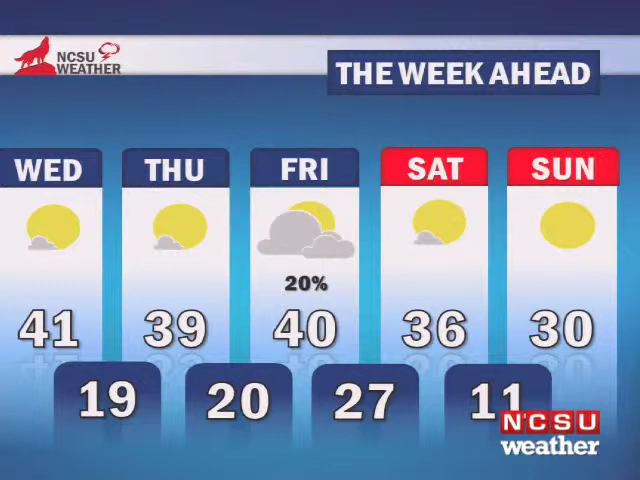 NCSU
WEATHER
THE WEEK AHEAD
WED THU FRI SAT SUN
20%
41 39 40 36 30
19 20 27 11
NCSU
weather